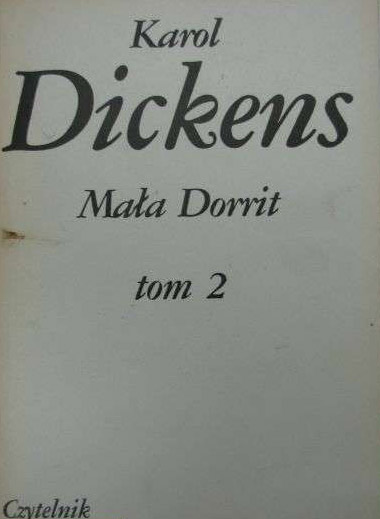 Karol
Dickens
Mała Dorrit
tom 2
Czytelnik